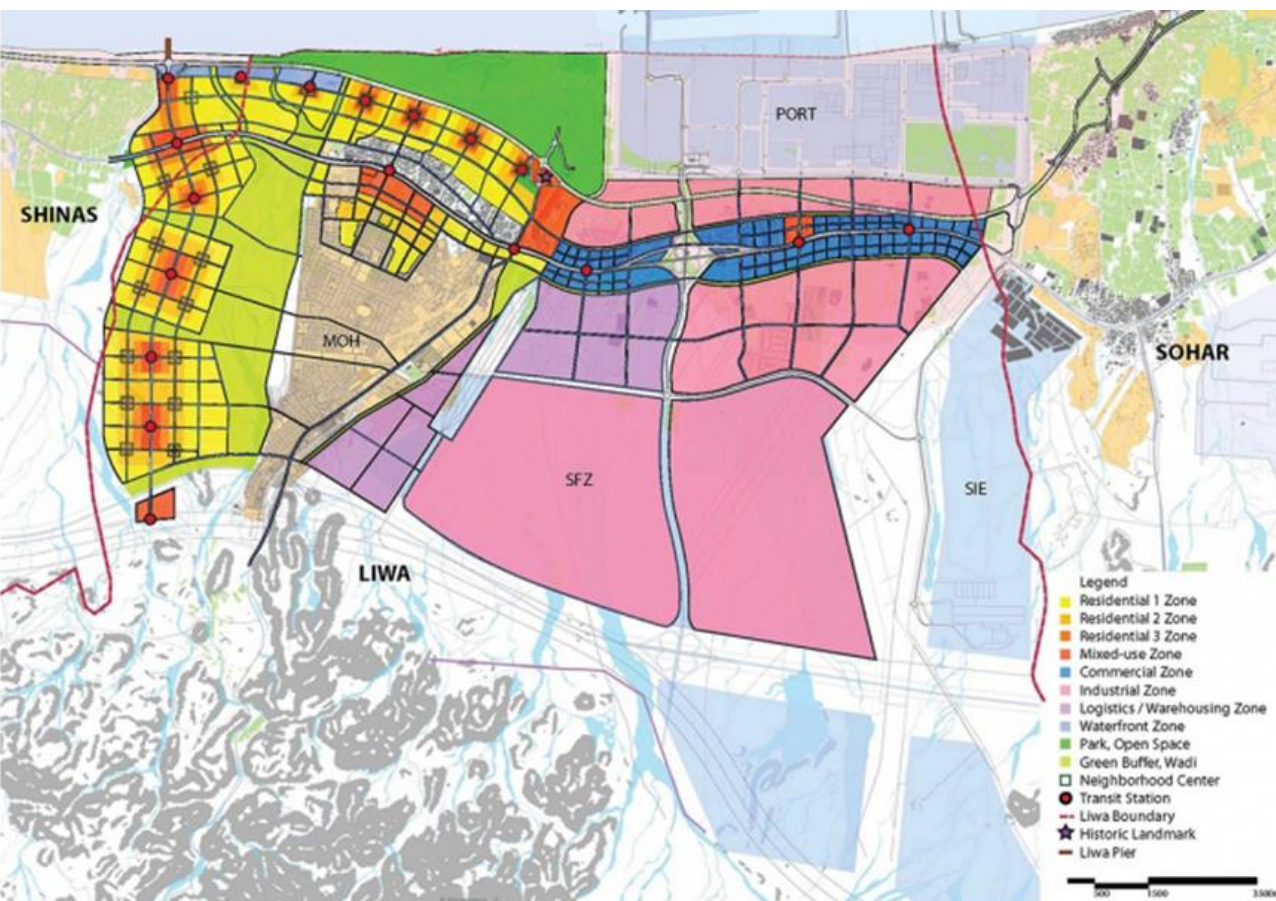 PORT
SHINAS
MOH
SOHAR
SFZ
SIE
LIWA
Legend
Residential 1 Zone
Residential 2 Zone
Residential 3 Zone
Mixed-use Zone
Commercial Zone
Industrial Zone
Logistics / Warehousing Zone
Waterfront Zone
Park, Open Space
Green Buffer, Wadi
Neighborhood Center
Transit Station
Liwa Boundary
Historic Landmark
Liwa Pier
500 1500